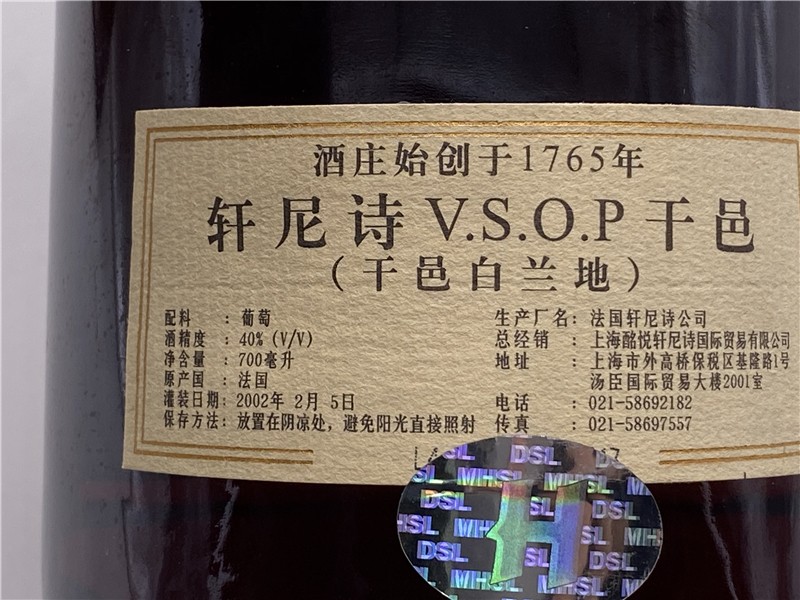 酒庄始创于1765年
轩尼诗V.S.O.P干邑
(干邑白兰地)
配料 : 葡萄
酒精度 : 40% (V/V)
净含量 : 700毫升
原产国 : 法国
灌装日期: 2002年 2月 5日
保存方法: 放置在阴凉处，避免阳光直接照射
生产厂名: 法国轩尼诗公司
总经销 : 上海酩悦轩尼诗国际贸易有限公司
地址 : 上海市外高桥保税区基隆路1号
汤臣国际贸易大楼2001室
电话 : 021-58692182
传真 : 021-58697557
DSL
MHSL
DSL
H
DSL
MHSL
DSL
MHSL